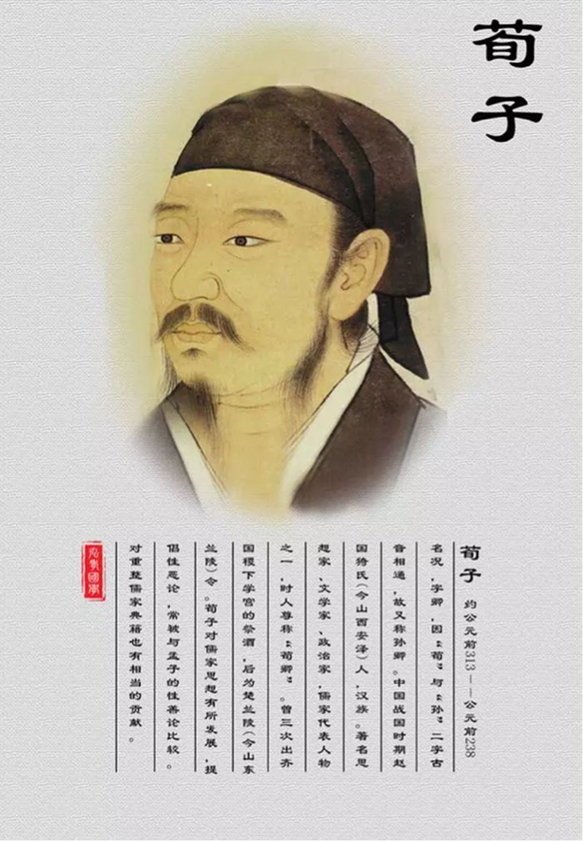 荀子
荀子 约公元前313——公元前238
名况，字卿，因“荀”与“孙”二字古
音相通，故又称孙卿。中国战国时期赵
国猗氏（今山西安泽）人，汉族。著名思
想家、文学家、政治家，儒家代表人物
之一，时人尊称“荀卿”。曾三次出齐
国稷下学宫的祭酒，后为楚兰陵（今山东
兰陵）令。荀子对儒家思想有所发展，提
倡性恶论，常被与孟子的性善论比较。
对重整儒家典籍也有相当的贡献。